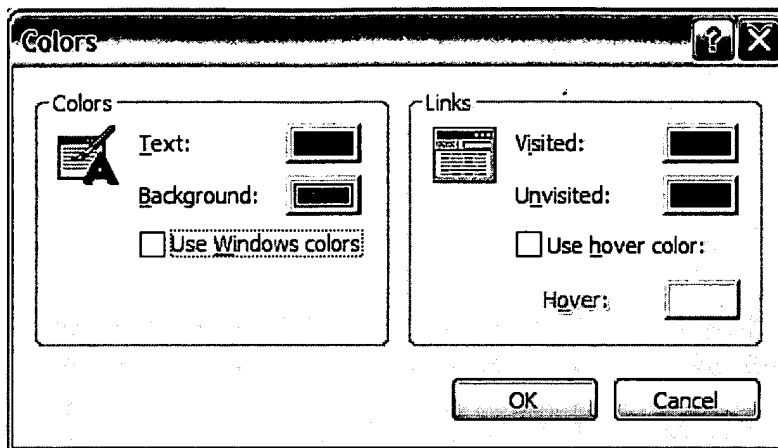 Colors
Colors
Text:
Background:
Use Windows colors
Links
Visited:
Unvisited:
Use hover color:
Hover:
OK
Cancel